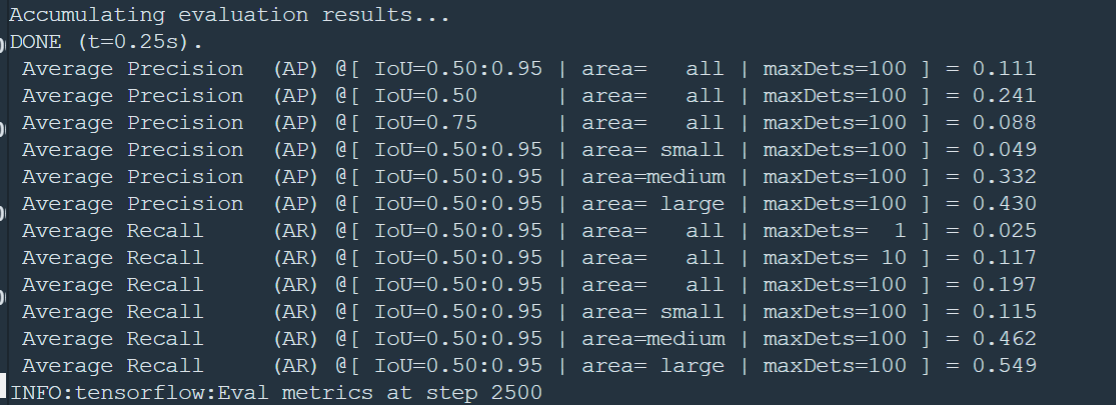 Accumulating evaluation results...
DONE (t=0.25s).
 Average Precision  (AP) @[ IoU=0.50:0.95 | area=   all | maxDets=100 ] = 0.111
 Average Precision  (AP) @[ IoU=0.50      | area=   all | maxDets=100 ] = 0.241
 Average Precision  (AP) @[ IoU=0.75      | area=   all | maxDets=100 ] = 0.088
 Average Precision  (AP) @[ IoU=0.50:0.95 | area= small | maxDets=100 ] = 0.049
 Average Precision  (AP) @[ IoU=0.50:0.95 | area=medium | maxDets=100 ] = 0.332
 Average Precision  (AP) @[ IoU=0.50:0.95 | area= large | maxDets=100 ] = 0.430
 Average Recall     (AR) @[ IoU=0.50:0.95 | area=   all | maxDets=  1 ] = 0.025
 Average Recall     (AR) @[ IoU=0.50:0.95 | area=   all | maxDets= 10 ] = 0.117
 Average Recall     (AR) @[ IoU=0.50:0.95 | area=   all | maxDets=100 ] = 0.197
 Average Recall     (AR) @[ IoU=0.50:0.95 | area= small | maxDets=100 ] = 0.115
 Average Recall     (AR) @[ IoU=0.50:0.95 | area=medium | maxDets=100 ] = 0.462
 Average Recall     (AR) @[ IoU=0.50:0.95 | area= large | maxDets=100 ] = 0.549
INFO:tensorflow:Eval metrics at step 2500